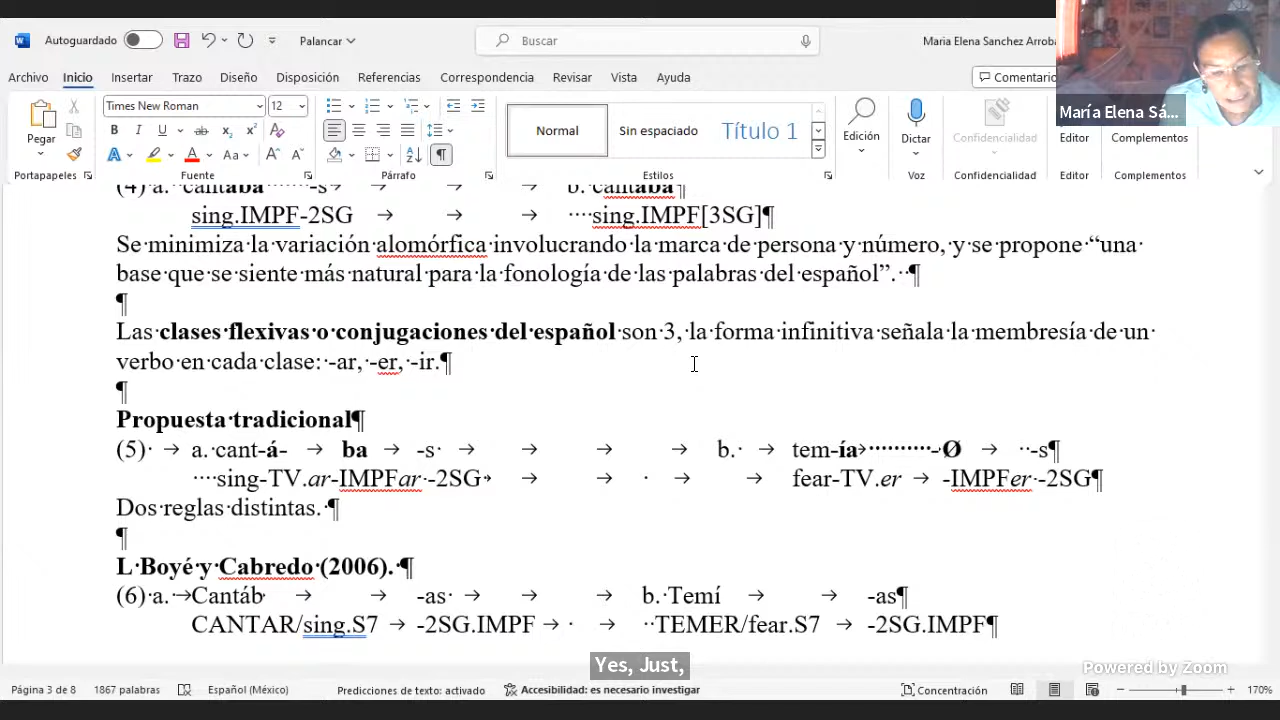 Autoguardado
Palancar
Buscar
Maria Elena Sanchez Arroba
Archivo Inicio Insertar Trazo Diseño Disposición Referencias Correspondencia Revisar Vista Ayuda
Comentario
María Elena Sá...
Pegar
Times New Roman 12
Normal
Sin espaciado
Título 1
Edición
Dictar
Confidencialidad
Editor
Complementos
Portapapeles Fuente Párrafo Estilos Voz Confidencialidad Editor Complementos
(4) a. cantaba -s → → → b. cantaba¶
sing.IMPF-2SG → → → sing.IMPF[3SG]¶
Se minimiza la variación alomórfica involucrando la marca de persona y número, y se propone “una
base que se siente más natural para la fonología de las palabras del español”. ¶
¶
Las clases flexivas o conjugaciones del español son 3, la forma infinitiva señala la membresía de un
verbo en cada clase: -ar, -er, -ir.¶
¶
Propuesta tradicional¶
(5) → a. cant-á- → ba → -s → → → → b. → tem-ía→ -Ø → -s¶
sing-TV.ar-IMPFar -2SG → → → → → fear-TV.er → -IMPFer -2SG¶
Dos reglas distintas. ¶
¶
L Boyé y Cabredo (2006). ¶
(6) a. → Cantáb → → -as → → → b. Temí → → -as¶
CANTAR/sing.S7 → -2SG.IMPF → → TEMER/fear.S7 → -2SG.IMPF¶
Yes, Just,
Powered by Zoom
Página 3 de 8 1867 palabras Español (México) Predicciones de texto: activado Accesibilidad: es necesario investigar Concentración 170%